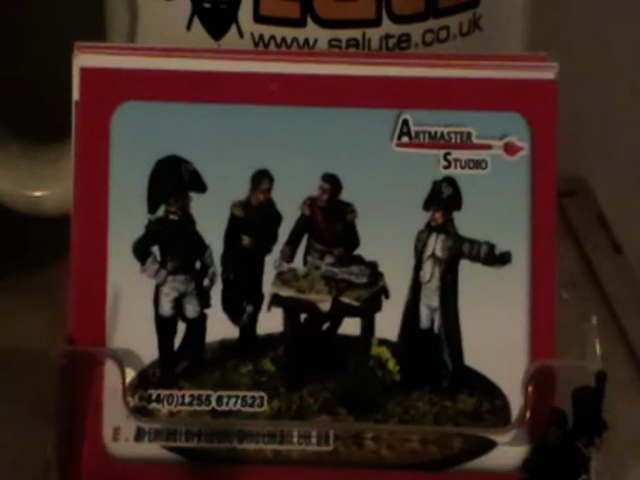 www.salute.co.uk
ARTMASTER
STUDIO
+44(0)1255 677523
E.